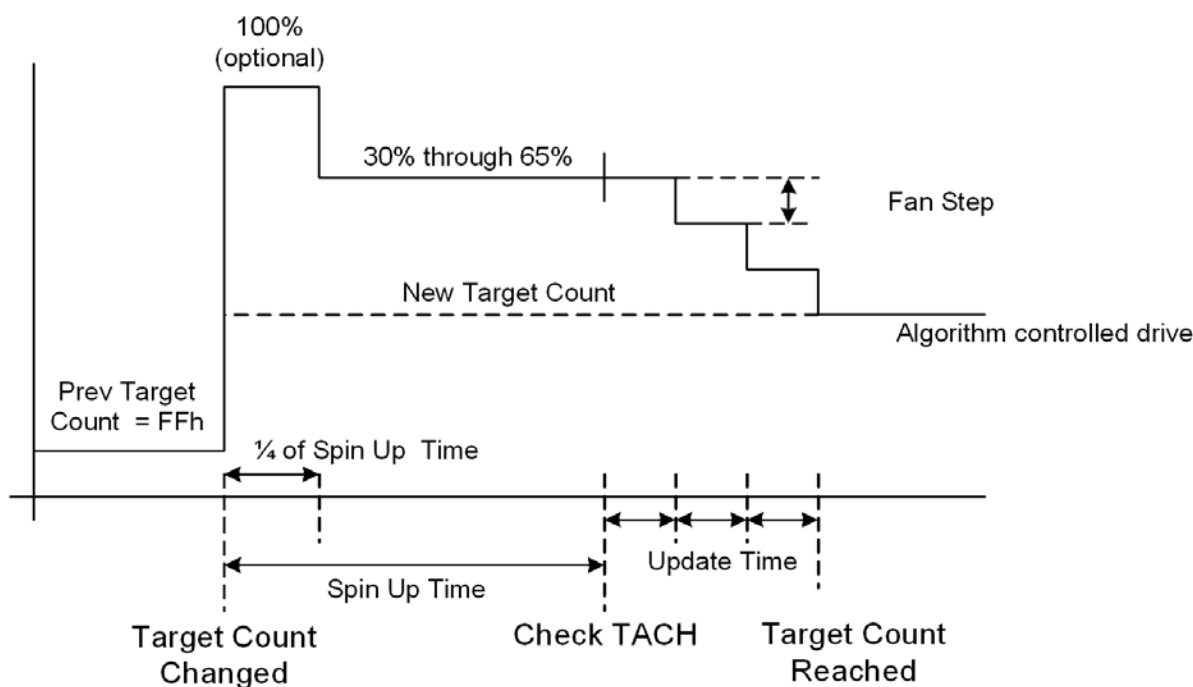 100%
(optional)
30% through 65%
Fan Step
New Target Count
Algorithm controlled drive
Prev Target
Count = FFh
¼ of Spin Up Time
Update Time
Spin Up Time
Target Count
Changed
Check TACH
Target Count
Reached